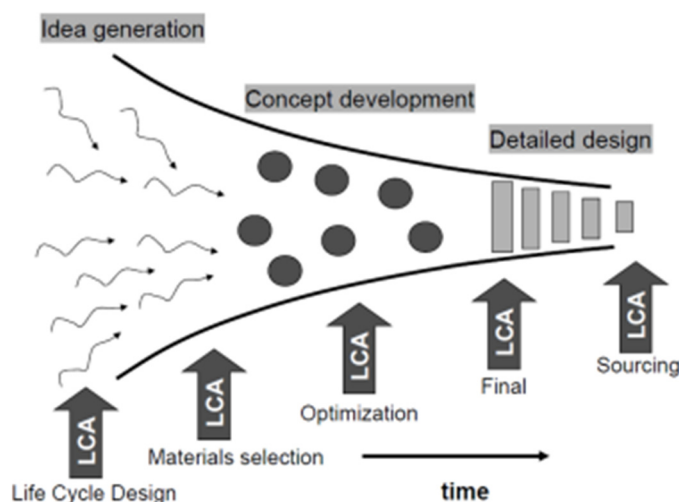 Idea generation
Concept development
Detailed design
LCA
LCA
LCA
LCA
LCA
Sourcing
Final
Optimization
Materials selection
Life Cycle Design
time